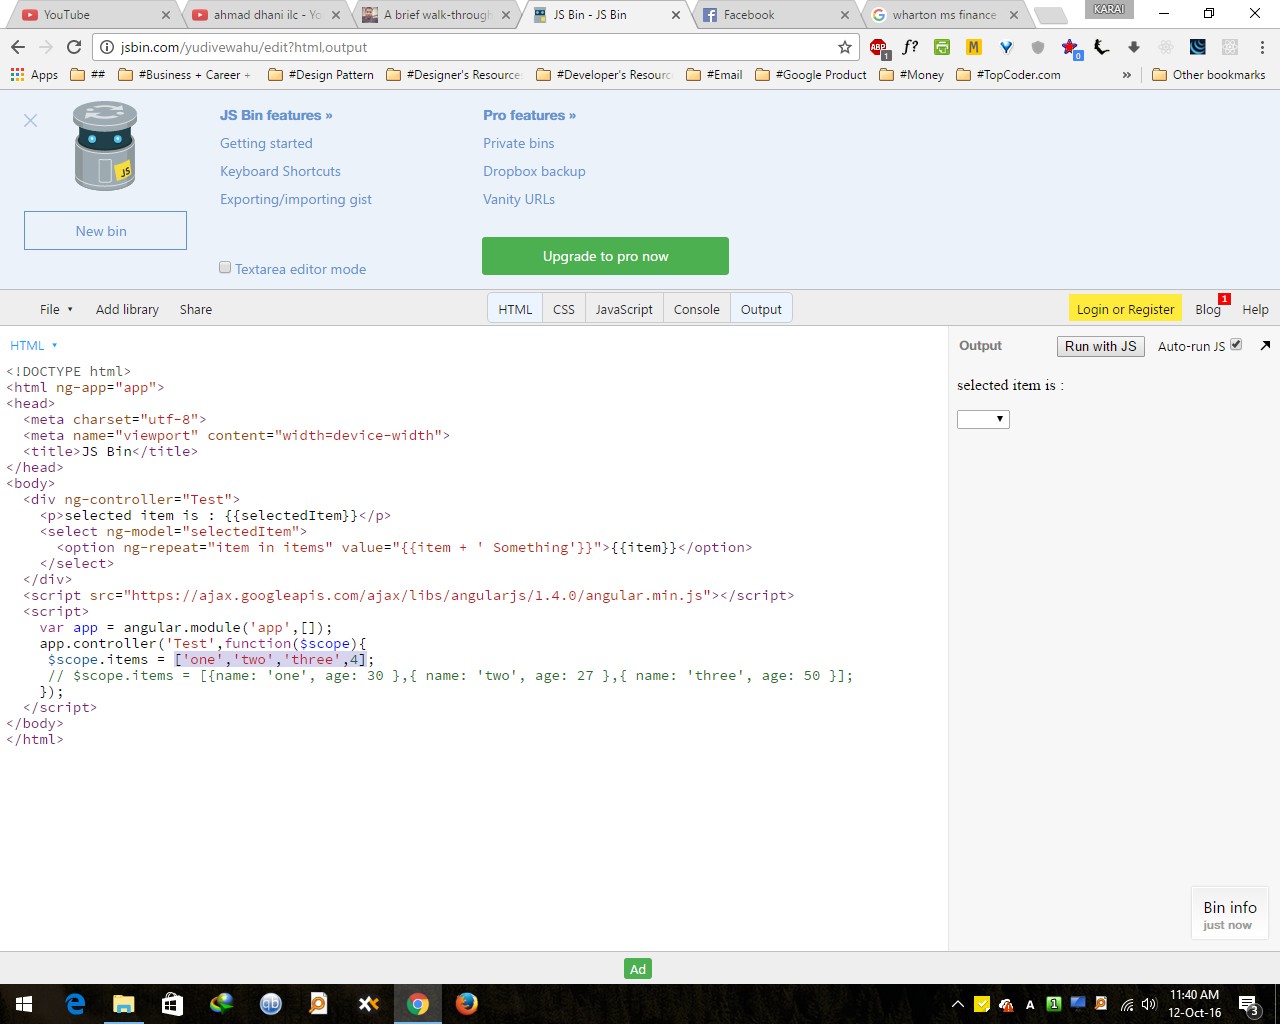 YouTube
ahmad dhani ilc - Yo
A brief walk-through
JS Bin - JS Bin
Facebook
wharton ms finance
KARAI
jsbin.com/yudivewahu/edit?html,output
ABP
1
f?
M
0
Apps
##
#Business + Career +
#Design Pattern
#Designer's Resource
#Developer's Resourc
#Email
#Google Product
#Money
#TopCoder.com
»
Other bookmarks
JS
JS Bin features »
Getting started
Keyboard Shortcuts
Exporting/importing gist
Pro features »
Private bins
Dropbox backup
Vanity URLs
New bin
Textarea editor mode
Upgrade to pro now
File
Add library
Share
HTML
CSS
JavaScript
Console
Output
Login or Register
Blog
1
Help
HTML
<!DOCTYPE html>
<html ng-app="app">
<head>
  <meta charset="utf-8">
  <meta name="viewport" content="width=device-width">
  <title>JS Bin</title>
</head>
<body>
  <div ng-controller="Test">
    <p>selected item is : {{selectedItem}}</p>
    <select ng-model="selectedItem">
      <option ng-repeat="item in items" value="{{item + ' Something'}}">{{item}}</option>
    </select>
  </div>
  <script src="https://ajax.googleapis.com/ajax/libs/angularjs/1.4.0/angular.min.js"></script>
  <script>
    var app = angular.module('app',[]);
    app.controller('Test',function($scope){
     $scope.items = ['one','two','three',4];
     // $scope.items = [{name: 'one', age: 30 },{ name: 'two', age: 27 },{ name: 'three', age: 50 }];
    });
  </script>
</body>
</html>
Output
Run with JS
Auto-run JS
selected item is :
Bin info
just now
Ad
qb
A
1
11:40 AM
12-Oct-16
3